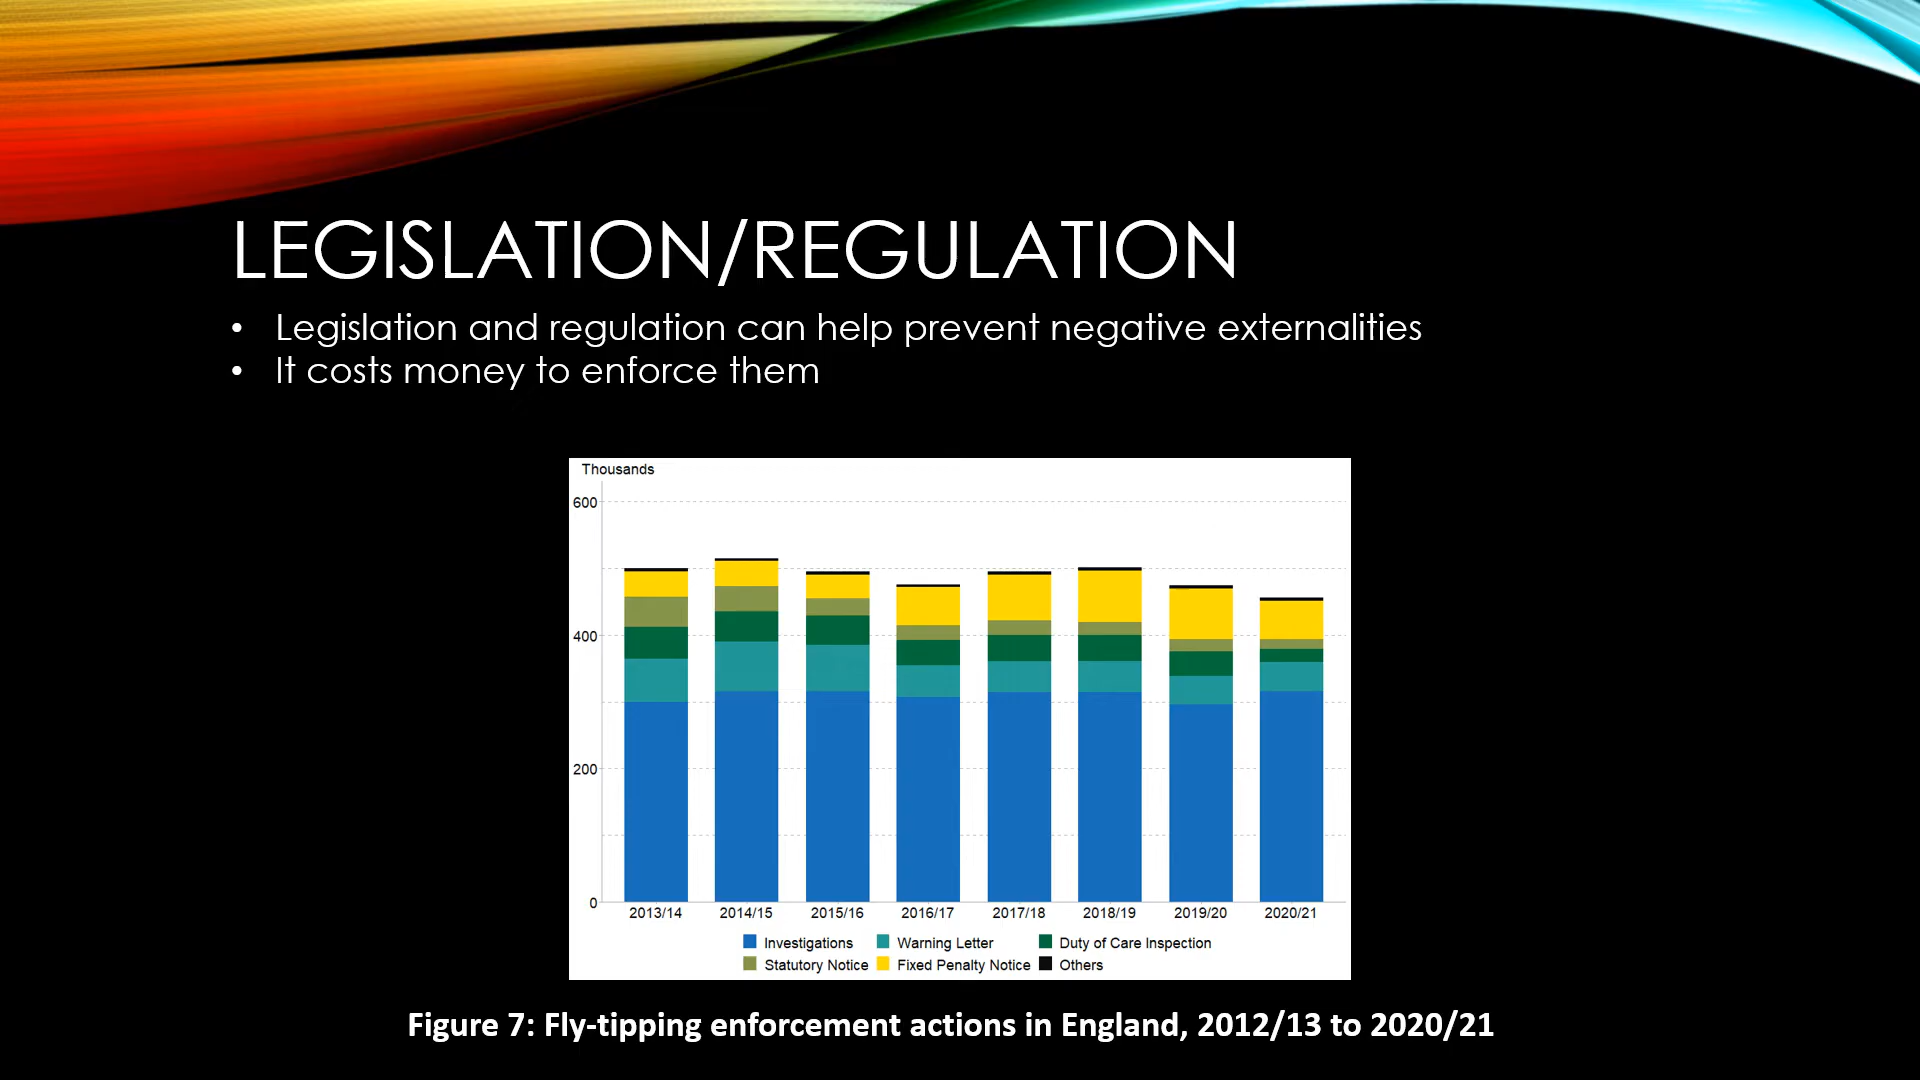 LEGISLATION/REGULATION
• Legislation and regulation can help prevent negative externalities
• It costs money to enforce them
Thousands
600
400
200
0
2013/14 2014/15 2015/16 2016/17 2017/18 2018/19 2019/20 2020/21
Investigations Warning Letter Duty of Care Inspection
Statutory Notice Fixed Penalty Notice Others
Figure 7: Fly-tipping enforcement actions in England, 2012/13 to 2020/21